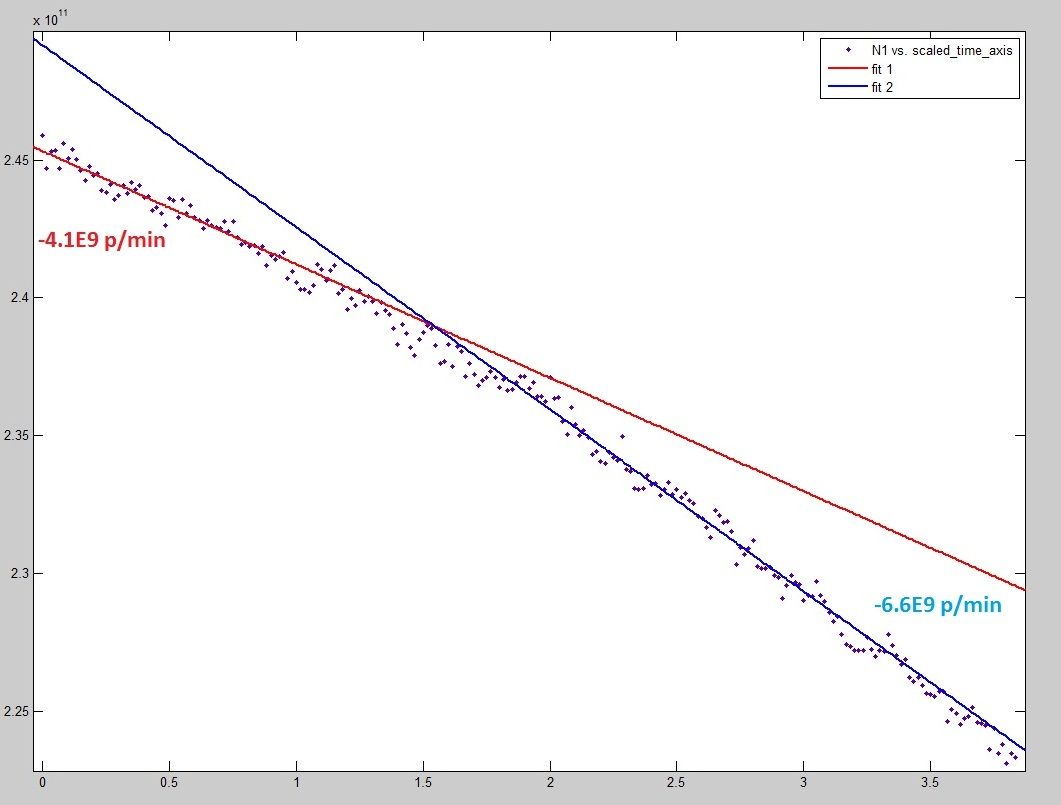 x 10^11
N1 vs. scaled_time_axis
fit 1
fit 2
2.45
-4.1E9 p/min
2.4
2.35
2.3
-6.6E9 p/min
2.25
0 0.5 1 1.5 2 2.5 3 3.5